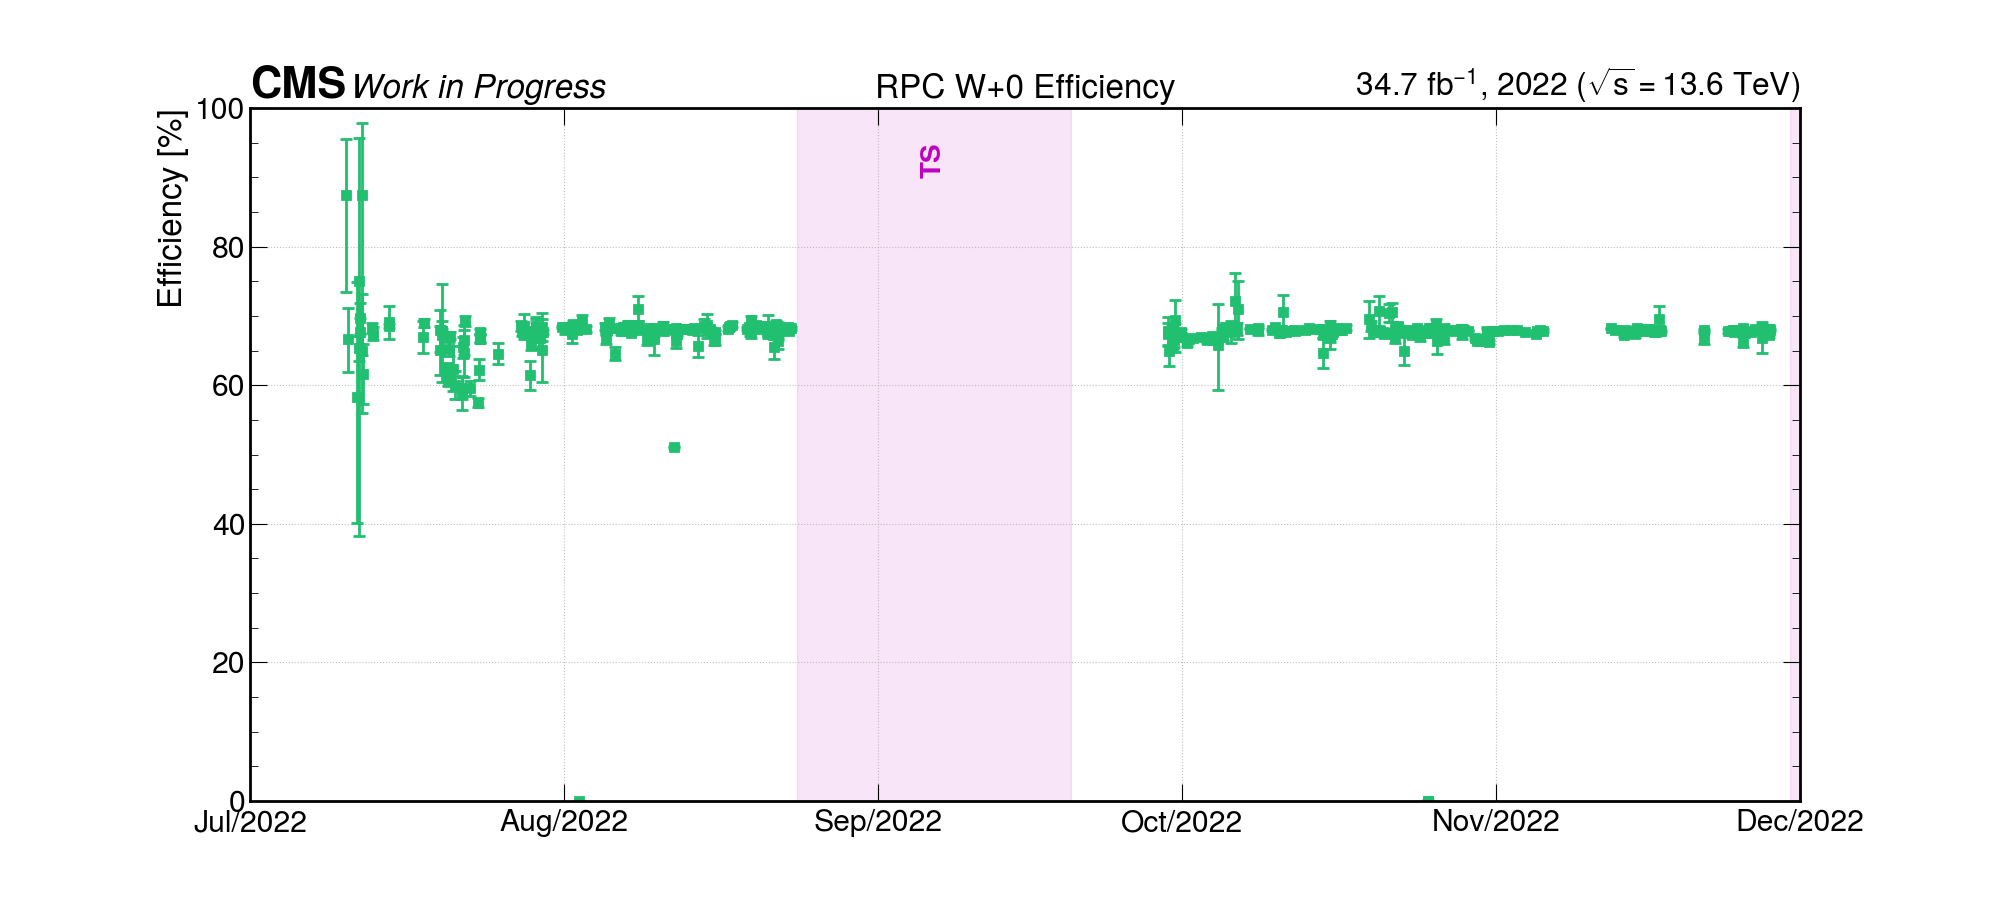 CMS Work in Progress RPC W+0 Efficiency 34.7 fb⁻¹, 2022 (√s = 13.6 TeV)
Efficiency [%]
100
80
60
40
20
0
TS
Jul/2022 Aug/2022 Sep/2022 Oct/2022 Nov/2022 Dec/2022